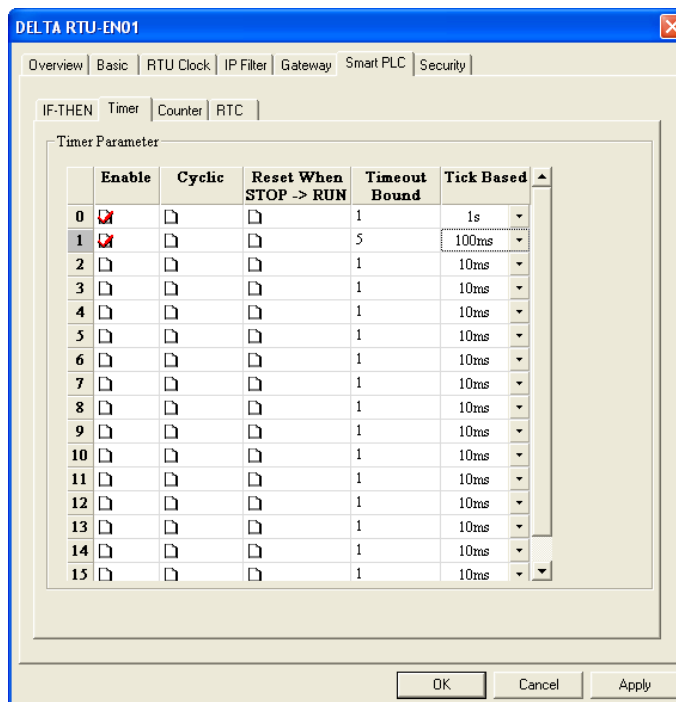 DELTA RTU-EN01
Overview Basic RTU Clock IP Filter Gateway Smart PLC Security
IF-THEN Timer Counter RTC
Timer Parameter
Enable Cyclic Reset When STOP -> RUN Timeout Bound Tick Based
0 1 1s
1 5 100ms
2 1 10ms
3 1 10ms
4 1 10ms
5 1 10ms
6 1 10ms
7 1 10ms
8 1 10ms
9 1 10ms
10 1 10ms
11 1 10ms
12 1 10ms
13 1 10ms
14 1 10ms
15 1 10ms
OK Cancel Apply